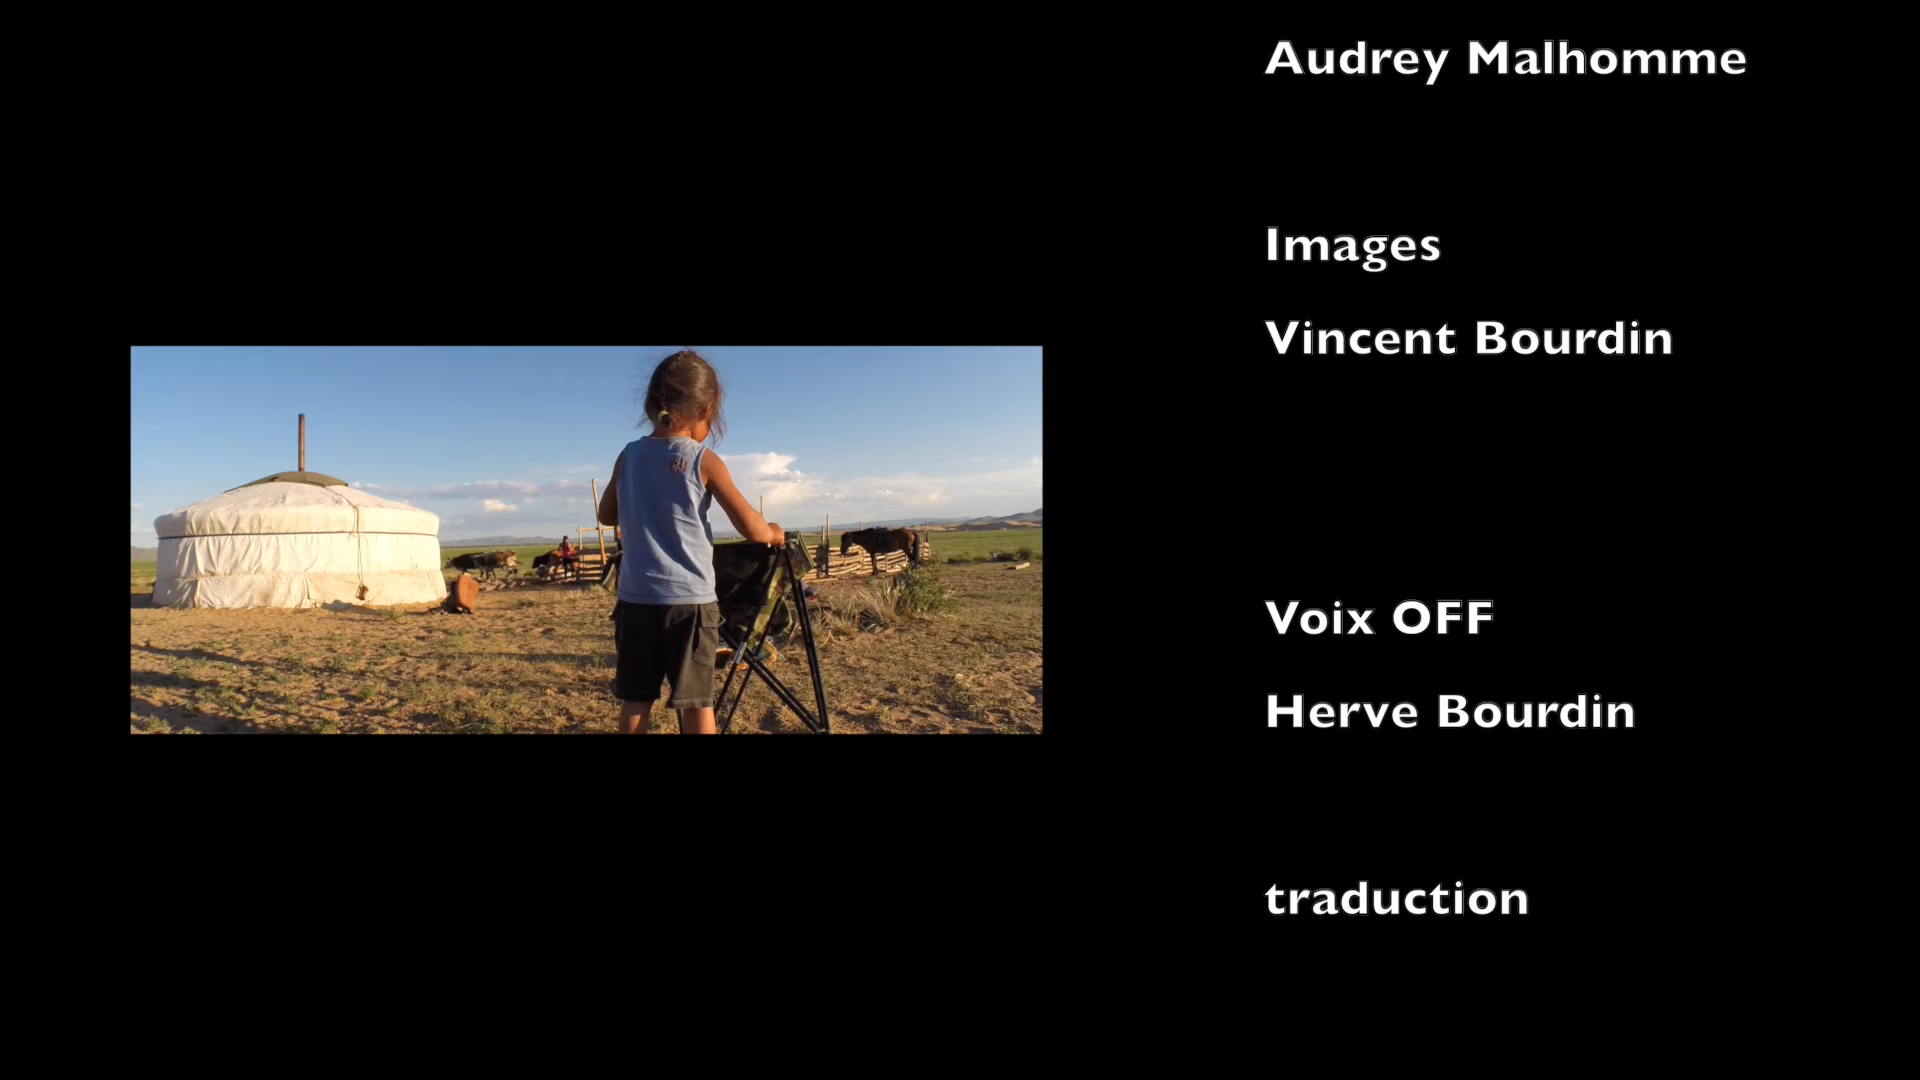 Audrey Malhomme
Images
Vincent Bourdin
Voix OFF
Herve Bourdin
traduction